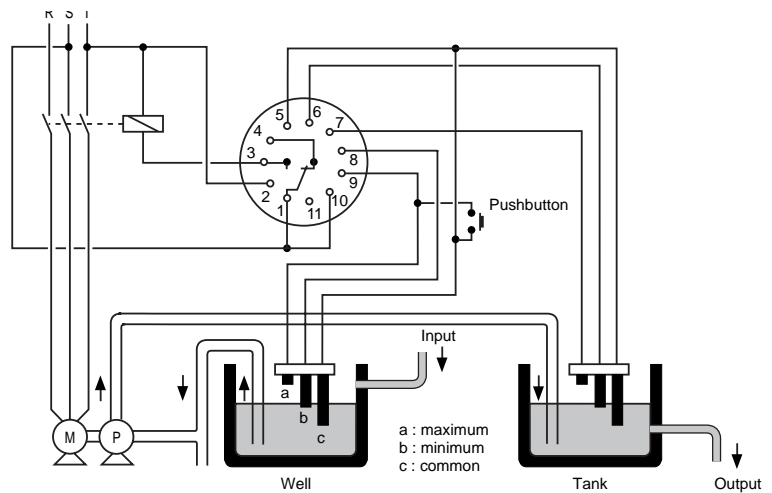 R S T
5
6
7
4
3
8
9
2
1
11
10
Pushbutton
Input
a
b
c
a : maximum
b : minimum
c : common
M
P
Well
Tank
Output